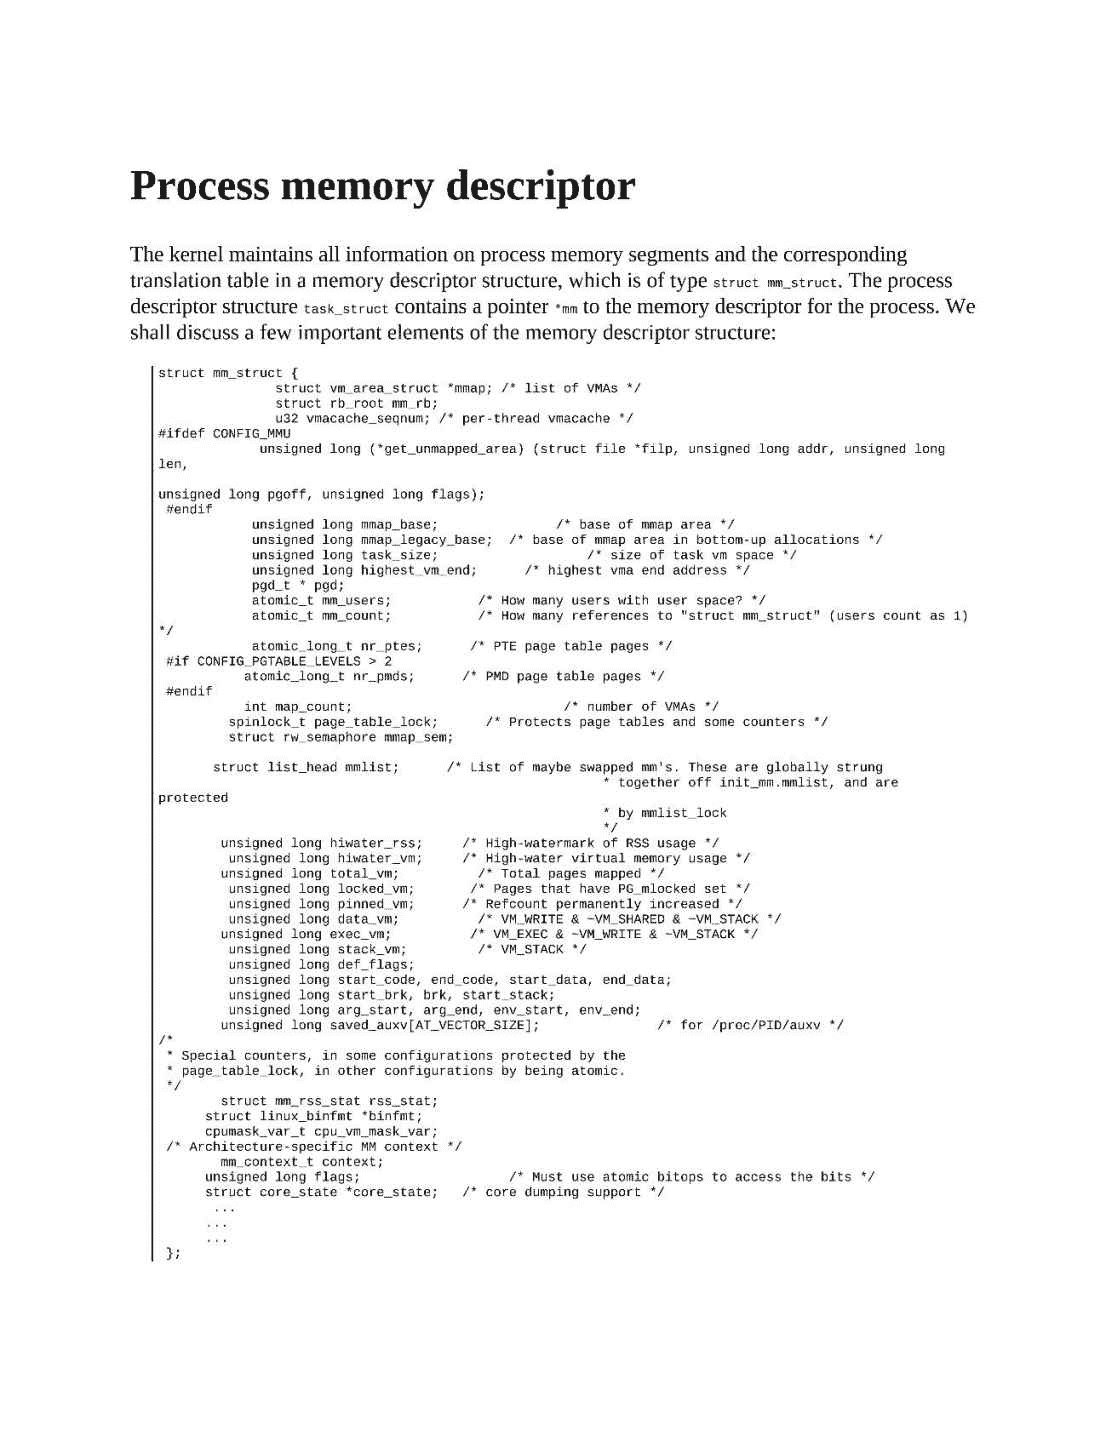 Process memory descriptor
The kernel maintains all information on process memory segments and the corresponding
translation table in a memory descriptor structure, which is of type struct mm_struct. The process
descriptor structure task_struct contains a pointer *mm to the memory descriptor for the process. We
shall discuss a few important elements of the memory descriptor structure:
struct mm_struct {
struct vm_area_struct *mmap; /* list of VMAs */
struct rb_root mm_rb;
u32 vmacache_seqnum; /* per-thread vmacache */
#ifdef CONFIG_MMU
unsigned long (*get_unmapped_area) (struct file *filp, unsigned long addr, unsigned long
len,
unsigned long pgoff, unsigned long flags);
#endif
unsigned long mmap_base; /* base of mmap area */
unsigned long mmap_legacy_base; /* base of mmap area in bottom-up allocations */
unsigned long task_size; /* size of task vm space */
unsigned long highest_vm_end; /* highest vma end address */
pgd_t * pgd;
atomic_t mm_users; /* How many users with user space? */
atomic_t mm_count; /* How many references to "struct mm_struct" (users count as 1)
*/
atomic_long_t nr_ptes; /* PTE page table pages */
#if CONFIG_PGTABLE_LEVELS > 2
atomic_long_t nr_pmds; /* PMD page table pages */
#endif
int map_count; /* number of VMAs */
spinlock_t page_table_lock; /* Protects page tables and some counters */
struct rw_semaphore mmap_sem;
struct list_head mmlist; /* List of maybe swapped mm's. These are globally strung
* together off init_mm.mmlist, and are
protected
* by mmlist_lock
*/
unsigned long hiwater_rss; /* High-watermark of RSS usage */
unsigned long hiwater_vm; /* High-water virtual memory usage */
unsigned long total_vm; /* Total pages mapped */
unsigned long locked_vm; /* Pages that have PG_mlocked set */
unsigned long pinned_vm; /* Refcount permanently increased */
unsigned long data_vm; /* VM_WRITE & ~VM_SHARED & ~VM_STACK */
unsigned long exec_vm; /* VM_EXEC & ~VM_WRITE & ~VM_STACK */
unsigned long stack_vm; /* VM_STACK */
unsigned long def_flags;
unsigned long start_code, end_code, start_data, end_data;
unsigned long start_brk, brk, start_stack;
unsigned long arg_start, arg_end, env_start, env_end;
unsigned long saved_auxv[AT_VECTOR_SIZE]; /* for /proc/PID/auxv */
/*
* Special counters, in some configurations protected by the
* page_table_lock, in other configurations by being atomic.
*/
struct mm_rss_stat rss_stat;
struct linux_binfmt *binfmt;
cpumask_var_t cpu_vm_mask_var;
/* Architecture-specific MM context */
mm_context_t context;
unsigned long flags; /* Must use atomic bitops to access the bits */
struct core_state *core_state; /* core dumping support */
...
...
...
};